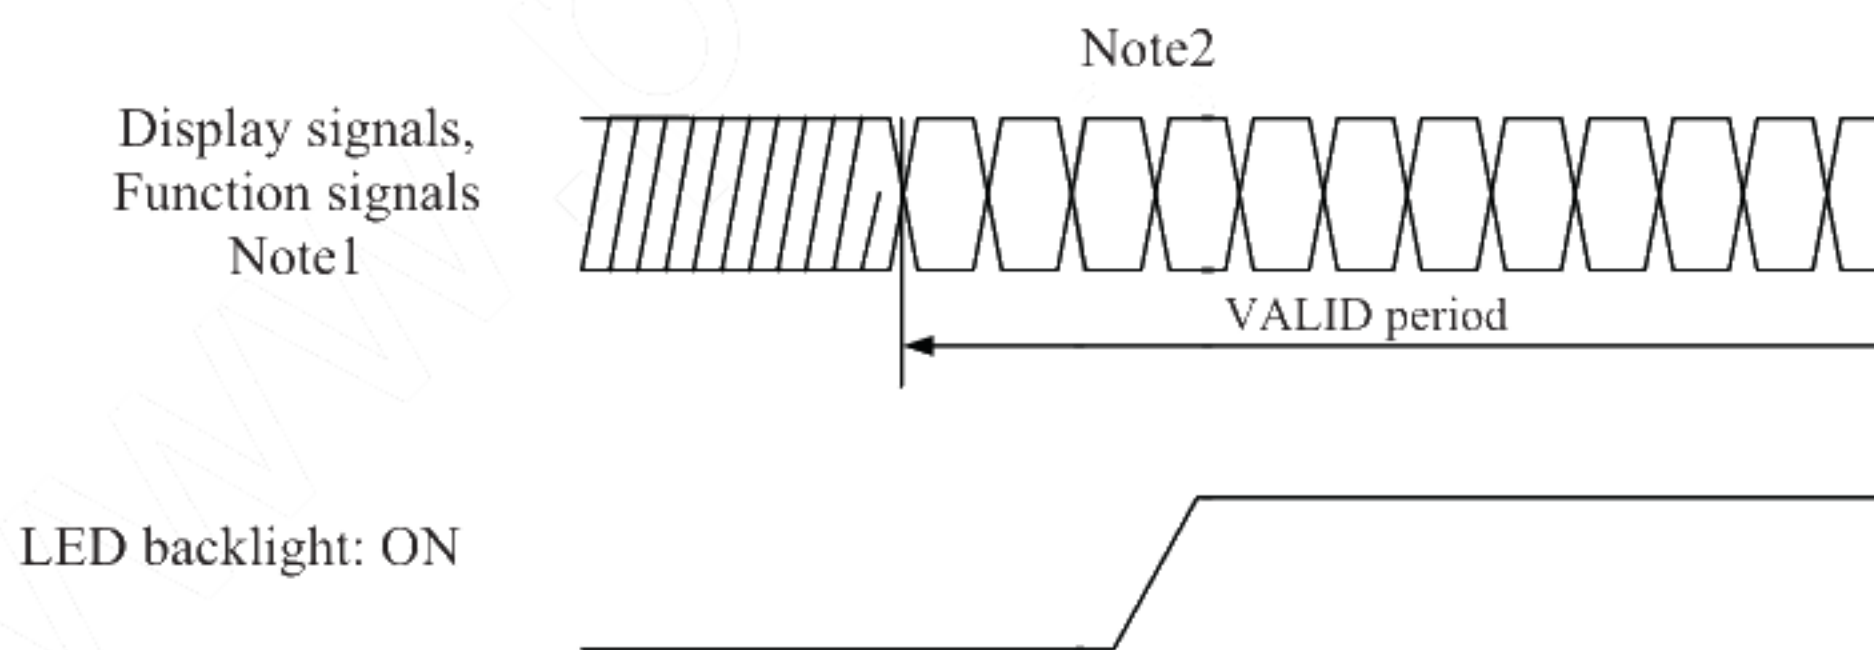 Note2
Display signals,
Function signals
Note1
VALID period
LED backlight: ON